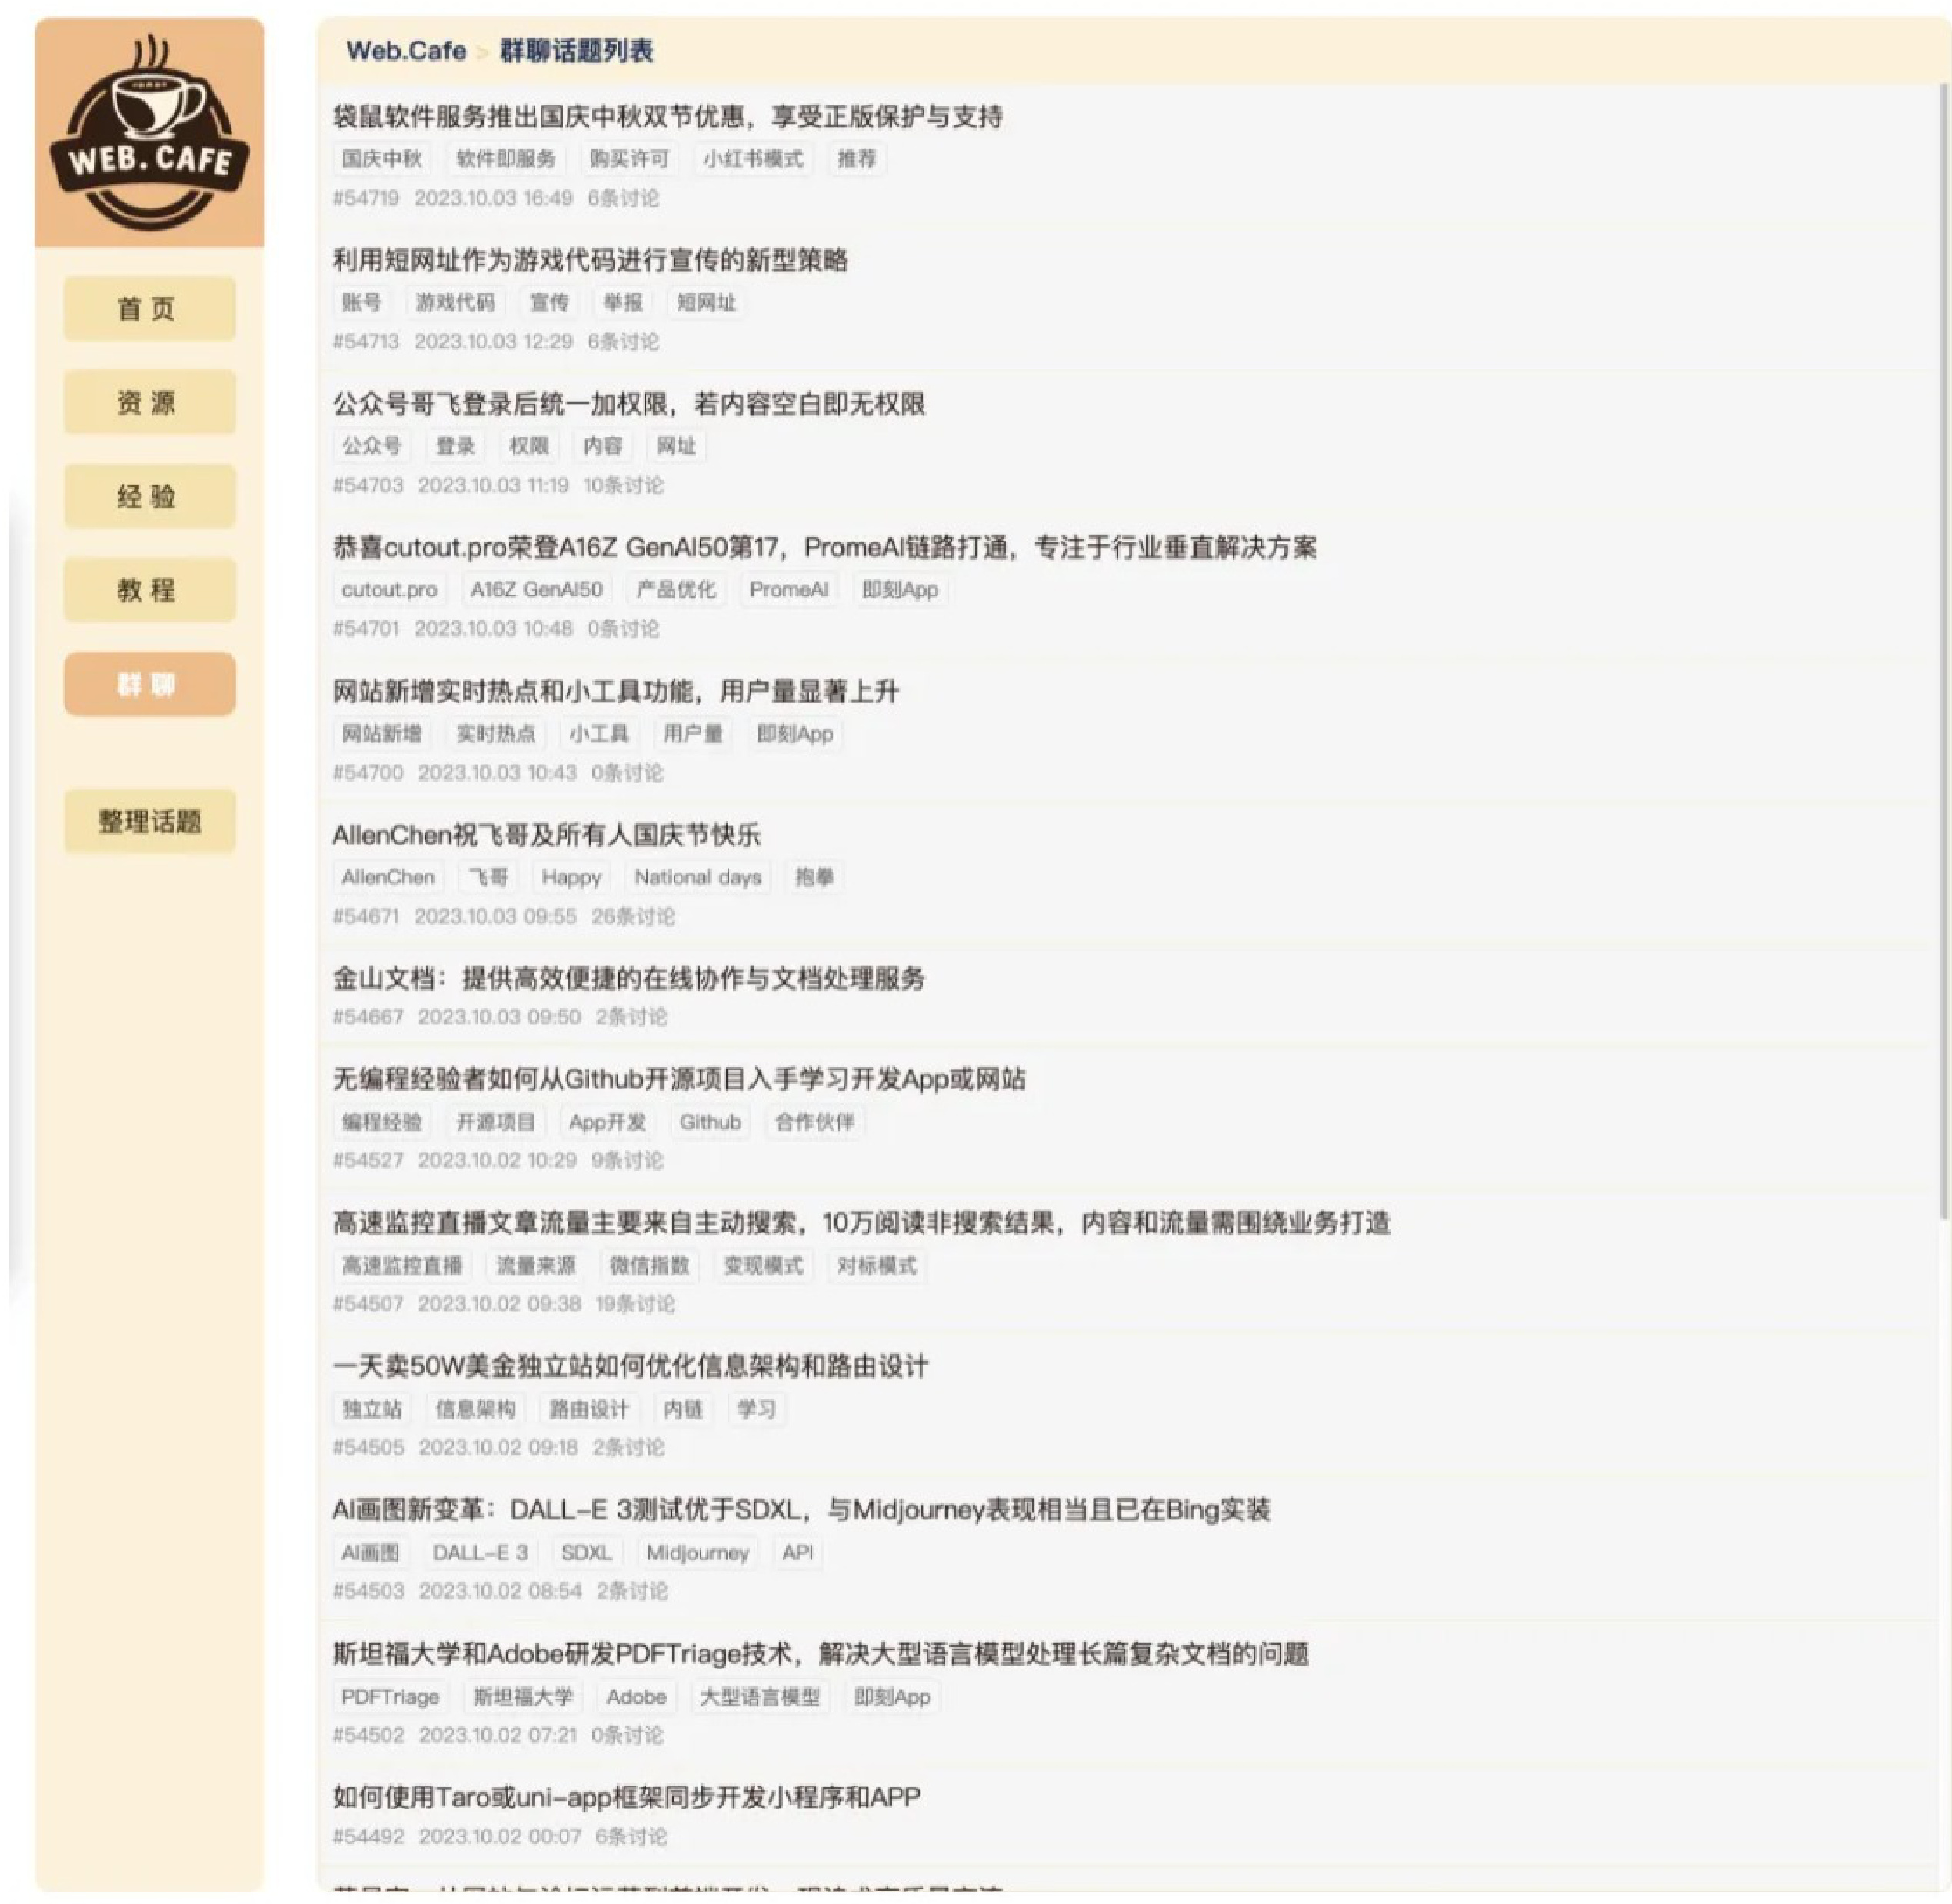 WEB. CAFE
首页
资源
经验
教程
群聊
整理话题
Web.Cafe > 群聊话题列表
袋鼠软件服务推出国庆中秋双节优惠，享受正版保护与支持
国庆中秋 软件即服务 购买许可 小红书模式 推荐
#54719 2023.10.03 16:49 6条讨论
利用短网址作为游戏代码进行宣传的新型策略
账号 游戏代码 宣传 举报 短网址
#54713 2023.10.03 12:29 6条讨论
公众号哥飞登录后统一加权限，若内容空白即无权限
公众号 登录 权限 内容 网址
#54703 2023.10.03 11:19 10条讨论
恭喜cutout.pro荣登A16Z GenAI50第17，PromeAI链路打通，专注于行业垂直解决方案
cutout.pro A16Z GenAI50 产品优化 PromeAI 即刻App
#54701 2023.10.03 10:48 0条讨论
网站新增实时热点和小工具功能，用户量显著上升
网站新增 实时热点 小工具 用户量 即刻App
#54700 2023.10.03 10:43 0条讨论
AllenChen祝飞哥及所有人国庆节快乐
AllenChen 飞哥 Happy National days 抱拳
#54671 2023.10.03 09:55 26条讨论
金山文档：提供高效便捷的在线协作与文档处理服务
#54667 2023.10.03 09:50 2条讨论
无编程经验者如何从Github开源项目入手学习开发App或网站
编程经验 开源项目 App开发 Github 合作伙伴
#54527 2023.10.02 10:29 9条讨论
高速监控直播文章流量主要来自主动搜索，10万阅读非搜索结果，内容和流量需围绕业务打造
高速监控直播 流量来源 微信指数 变现模式 对标模式
#54507 2023.10.02 09:38 19条讨论
一天卖50W美金独立站如何优化信息架构和路由设计
独立站 信息架构 路由设计 内链 学习
#54505 2023.10.02 09:18 2条讨论
AI画图新变革：DALL-E 3测试优于SDXL，与Midjourney表现相当且已在Bing实装
AI画图 DALL-E 3 SDXL Midjourney API
#54503 2023.10.02 08:54 2条讨论
斯坦福大学和Adobe研发PDFTriage技术，解决大型语言模型处理长篇复杂文档的问题
PDFTriage 斯坦福大学 Adobe 大型语言模型 即刻App
#54502 2023.10.02 07:21 0条讨论
如何使用Taro或uni-app框架同步开发小程序和APP
#54492 2023.10.02 00:07 6条讨论